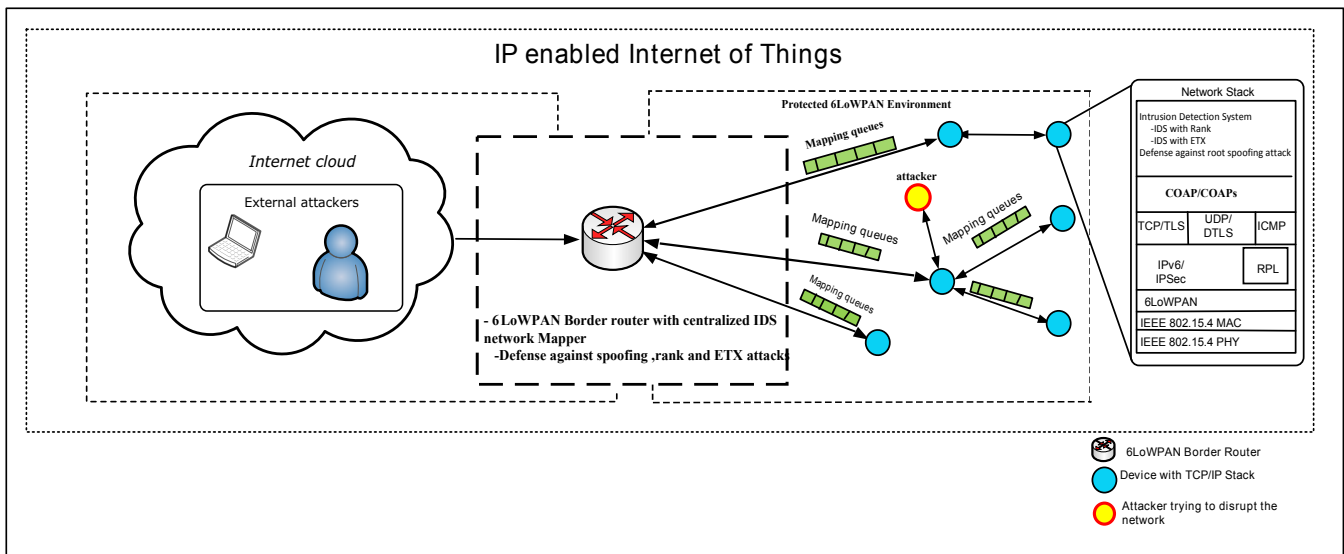 IP enabled Internet of Things
Internet cloud
External attackers
- 6LoWPAN Border router with centralized IDS
network Mapper
-Defense against spoofing ,rank and ETX attacks
Protected 6LoWPAN Environment
Mapping queues
attacker
Mapping queues
Mapping queues
Mapping queues
Network Stack
Intrusion Detection System
-IDS with Rank
-IDS with ETX
Defense against root spoofing attack
COAP/COAPs
TCP/TLS
UDP/
DTLS
ICMP
IPv6/
IPSec
RPL
6LoWPAN
IEEE 802.15.4 MAC
IEEE 802.15.4 PHY
6LoWPAN Border Router
Device with TCP/IP Stack
Attacker trying to disrupt the
network